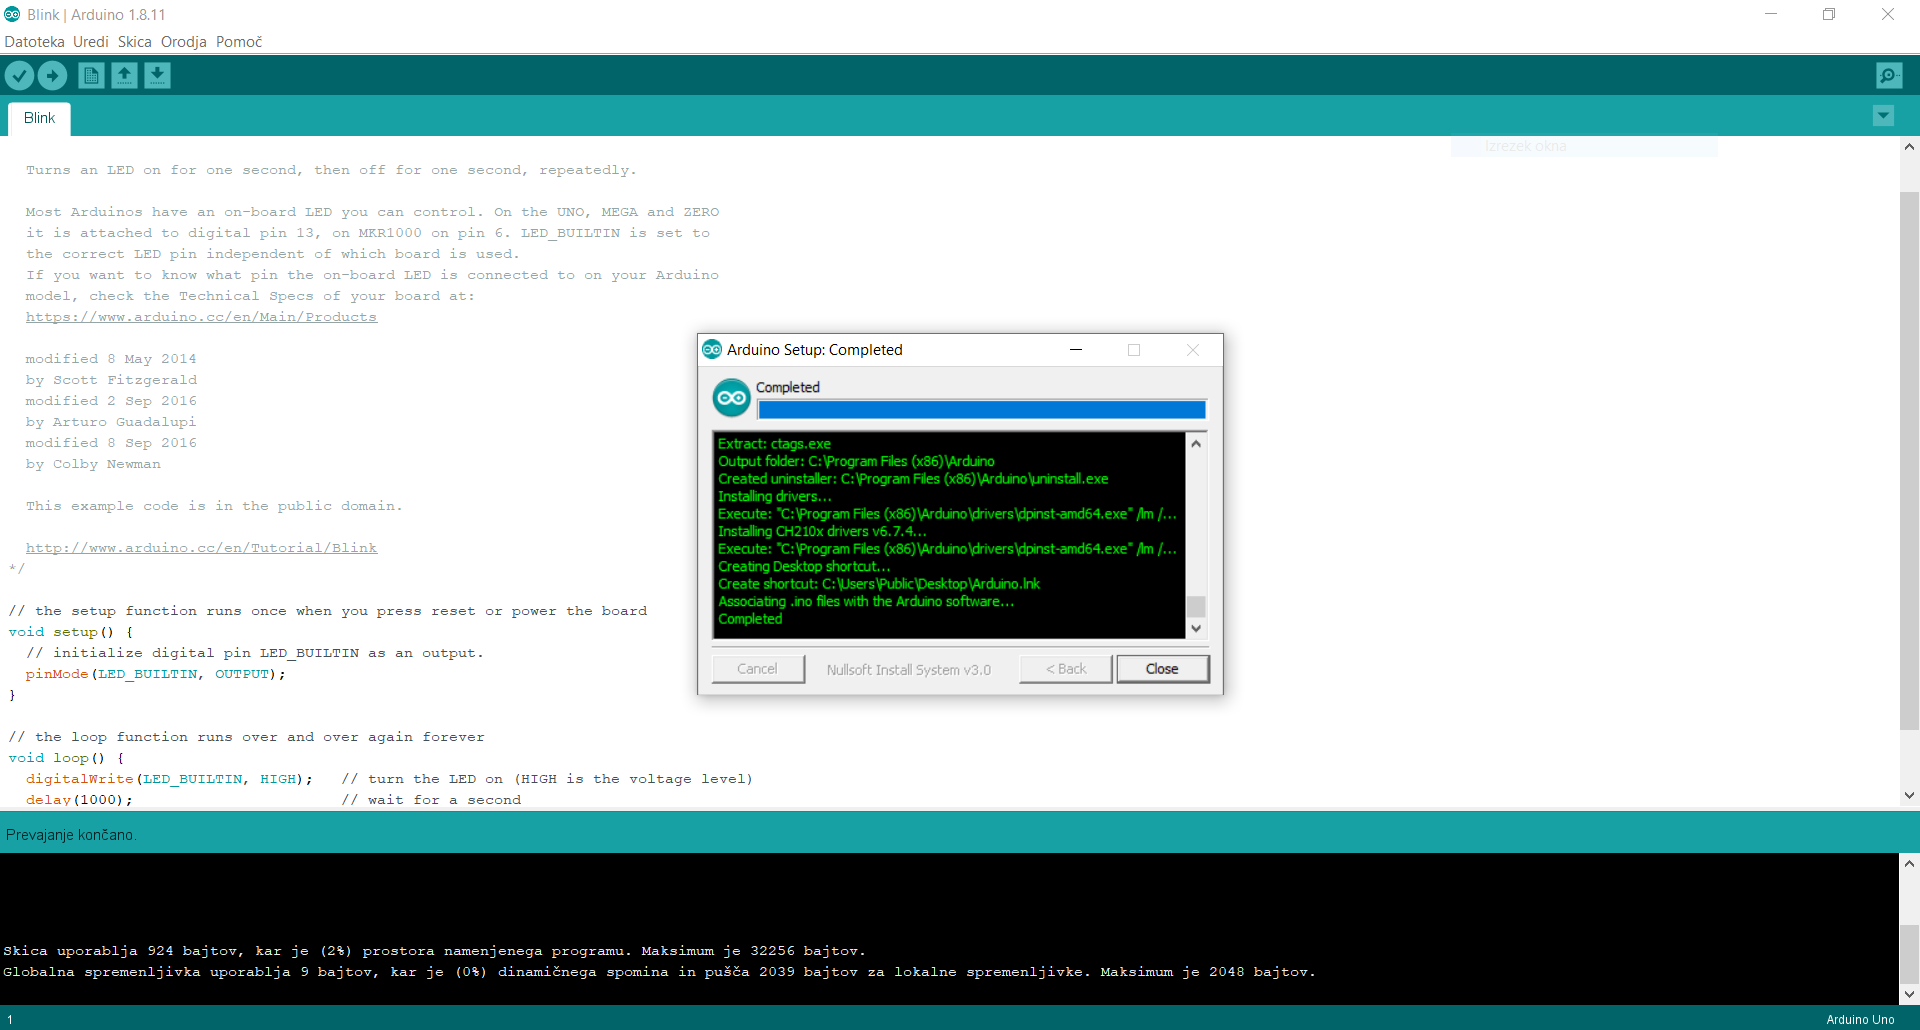 Blink | Arduino 1.8.11
Datoteka Uredi Skica Orodja Pomoč
Blink
Izrezek okna
Turns an LED on for one second, then off for one second, repeatedly.
Most Arduinos have an on-board LED you can control. On the UNO, MEGA and ZERO
it is attached to digital pin 13, on MKR1000 on pin 6. LED_BUILTIN is set to
the correct LED pin independent of which board is used.
If you want to know what pin the on-board LED is connected to on your Arduino
model, check the Technical Specs of your board at:
https://www.arduino.cc/en/Main/Products
modified 8 May 2014
by Scott Fitzgerald
modified 2 Sep 2016
by Arturo Guadalupi
modified 8 Sep 2016
by Colby Newman
This example code is in the public domain.
http://www.arduino.cc/en/Tutorial/Blink
*/
// the setup function runs once when you press reset or power the board
void setup() {
// initialize digital pin LED_BUILTIN as an output.
pinMode(LED_BUILTIN, OUTPUT);
}
// the loop function runs over and over again forever
void loop() {
digitalWrite(LED_BUILTIN, HIGH);   // turn the LED on (HIGH is the voltage level)
delay(1000);                       // wait for a second
Arduino Setup: Completed
Completed
Extract: ctags.exe
Output folder: C:\Program Files (x86)\Arduino
Created uninstaller: C:\Program Files (x86)\Arduino\uninstall.exe
Installing drivers...
Execute: "C:\Program Files (x86)\Arduino\drivers\dpinst-amd64.exe" /lm /...
Installing CH210x drivers v6.7.4...
Execute: "C:\Program Files (x86)\Arduino\drivers\dpinst-amd64.exe" /lm /...
Creating Desktop shortcut...
Create shortcut: C:\Users\Public\Desktop\Arduino.lnk
Associating .ino files with the Arduino software...
Completed
Cancel Nullsoft Install System v3.0 < Back Close
Prevajanje končano.
Skica uporablja 924 bajtov, kar je (2%) prostora namenjenega programu. Maksimum je 32256 bajtov.
Globalna spremenljivka uporablja 9 bajtov, kar je (0%) dinamičnega spomina in pušča 2039 bajtov za lokalne spremenljivke. Maksimum je 2048 bajtov.
1 Arduino Uno